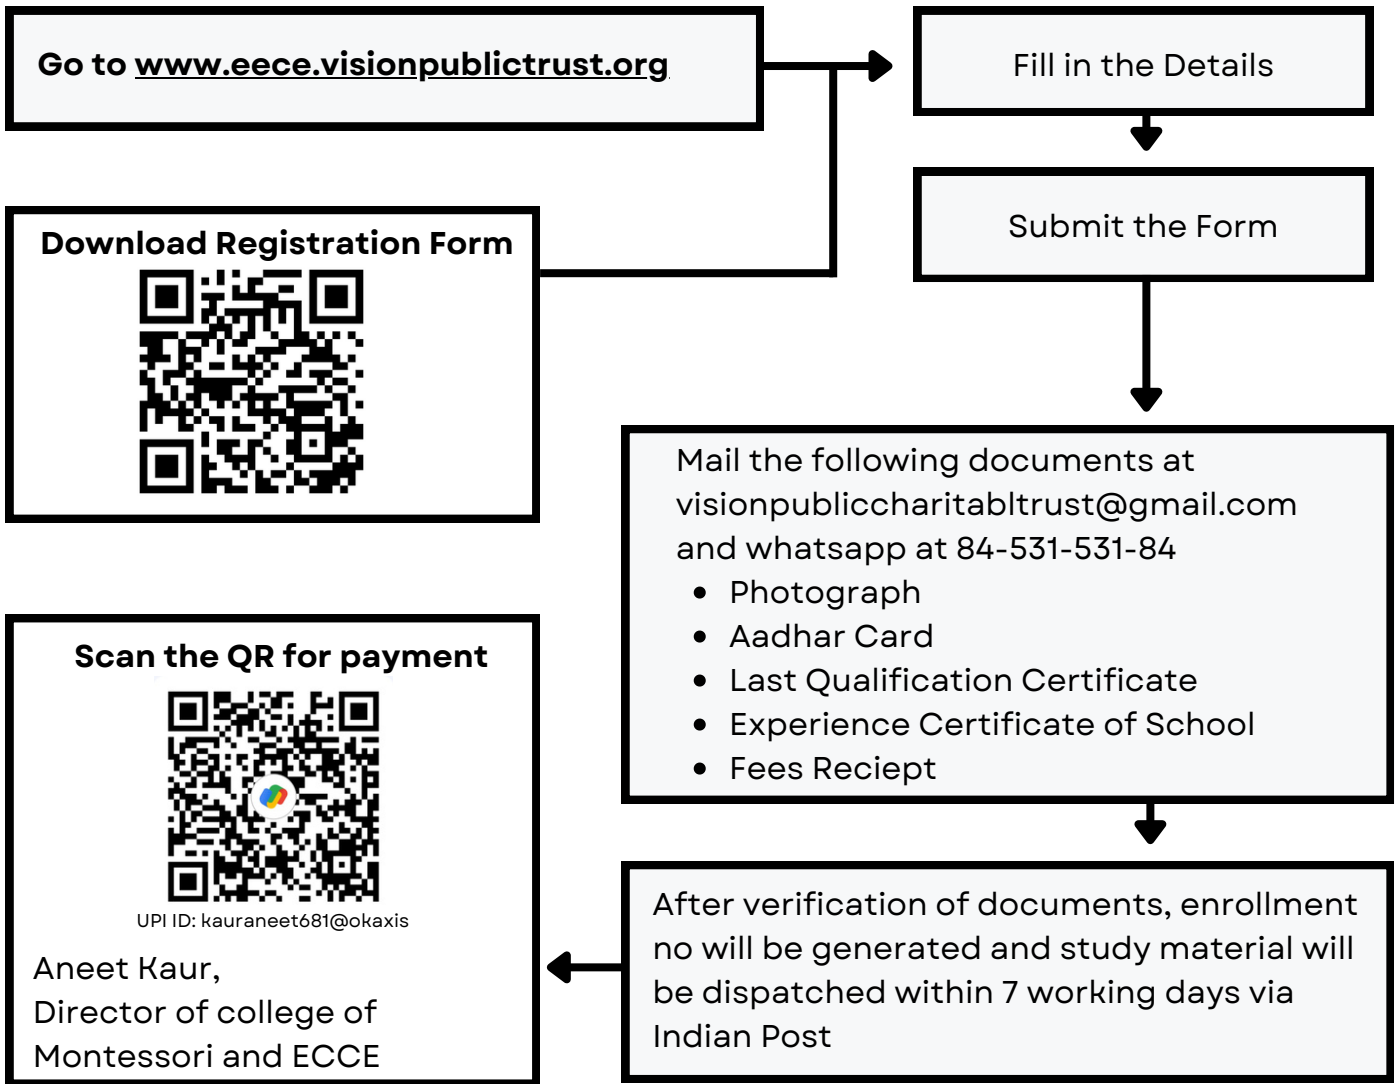 Go to www.eece.visionpublictrust.org
Fill in the Details
Submit the Form
Download Registration Form
Mail the following documents at
visionpubliccharitabltrust@gmail.com
and whatsapp at 84-531-531-84
• Photograph
• Aadhar Card
• Last Qualification Certificate
• Experience Certificate of School
• Fees Reciept
After verification of documents, enrollment
no will be generated and study material will
be dispatched within 7 working days via
Indian Post
Scan the QR for payment
UPI ID: kauraneet681@okaxis
Aneet Kaur,
Director of college of
Montessori and ECCE